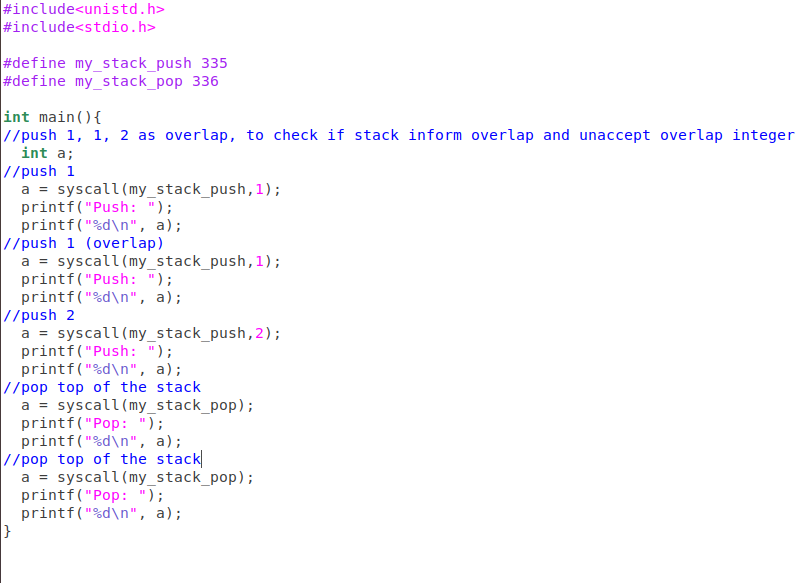 #include<unistd.h>
#include<stdio.h>

#define my_stack_push 335
#define my_stack_pop 336

int main(){
//push 1, 1, 2 as overlap, to check if stack inform overlap and unaccept overlap integer
  int a;
//push 1
  a = syscall(my_stack_push,1);
  printf("Push: ");
  printf("%d\n", a);
//push 1 (overlap)
  a = syscall(my_stack_push,1);
  printf("Push: ");
  printf("%d\n", a);
//push 2
  a = syscall(my_stack_push,2);
  printf("Push: ");
  printf("%d\n", a);
//pop top of the stack
  a = syscall(my_stack_pop);
  printf("Pop: ");
  printf("%d\n", a);
//pop top of the stack
  a = syscall(my_stack_pop);
  printf("Pop: ");
  printf("%d\n", a);
}